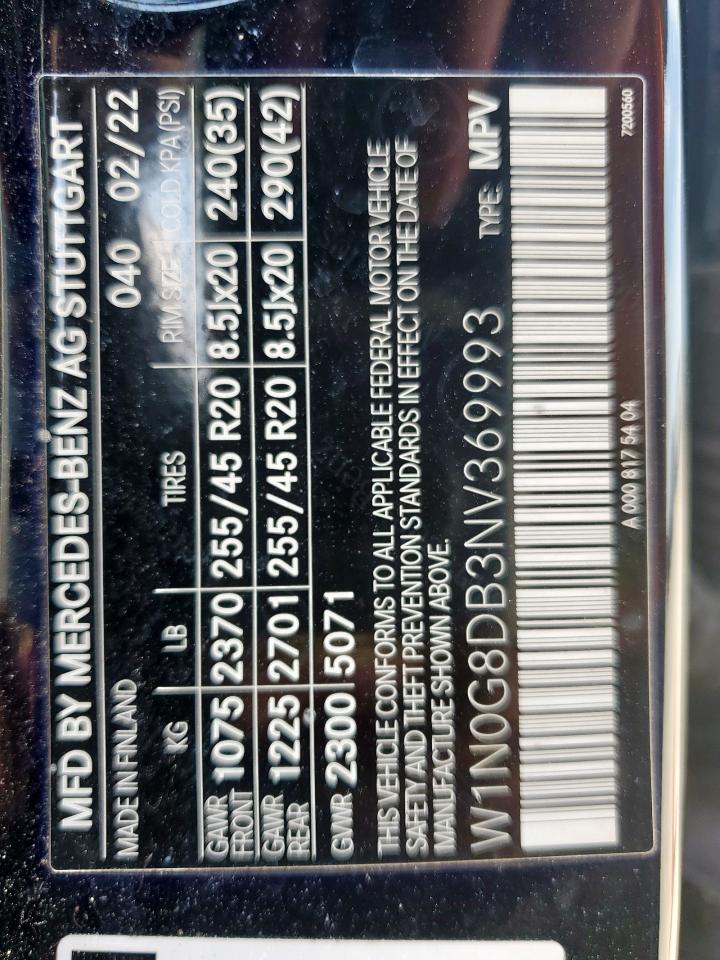 MFD BY MERCEDES-BENZ AG STUTTGART
MADE IN FINLAND 040 02/22
KG LB TIRES RIM SIZE COLD KPA (PSI)
GAWR FRONT 1075 2370 255/45 R20 8.5Jx20 240(35)
GAWR REAR 1225 2701 255/45 R20 8.5Jx20 290(42)
GWR 2300 5071
THIS VEHICLE CONFORMS TO ALL APPLICABLE FEDERAL MOTOR VEHICLE
SAFETY AND THEFT PREVENTION STANDARDS IN EFFECT ON THE DATE OF
MANUFACTURE SHOWN ABOVE.
W1N0G8DB3NV369993 TYPE: MPV
A 000 817 54 04 7200560